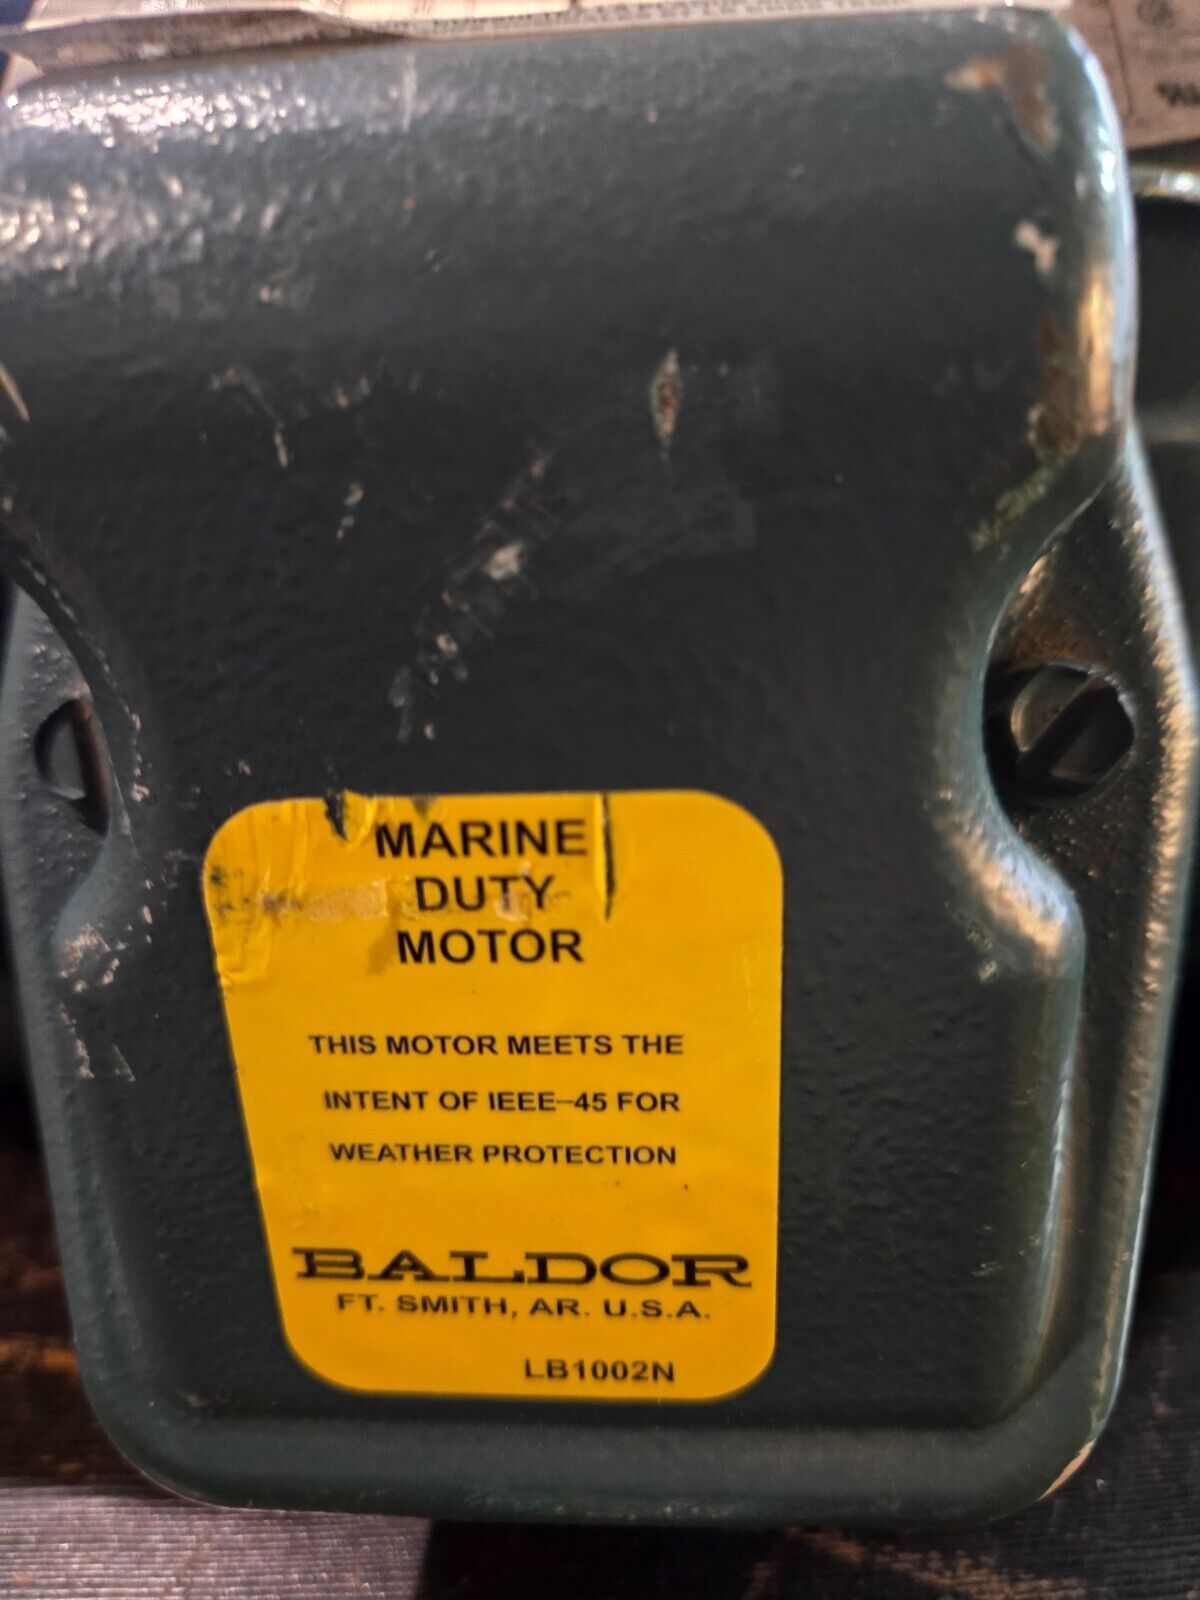 MARINE
DUTY
MOTOR
THIS MOTOR MEETS THE
INTENT OF IEEE-45 FOR
WEATHER PROTECTION
BALDOR
FT. SMITH, AR. U.S.A.
LB1002N